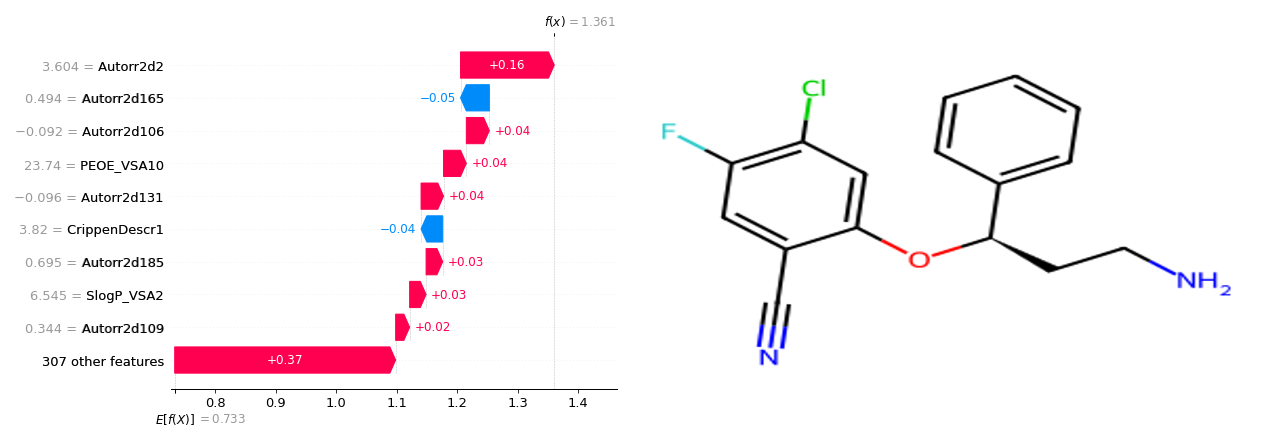 f(x) = 1.361
3.604 = Autorr2d2
+0.16
0.494 = Autorr2d165
−0.05
−0.092 = Autorr2d106
+0.04
23.74 = PEOE_VSA10
+0.04
−0.096 = Autorr2d131
+0.04
3.82 = CrippenDescr1
−0.04
0.695 = Autorr2d185
+0.03
6.545 = SlogP_VSA2
+0.03
0.344 = Autorr2d109
+0.02
307 other features
+0.37
0.8 0.9 1.0 1.1 1.2 1.3 1.4
E[f(X)] = 0.733
Cl
F
O
NH2
N